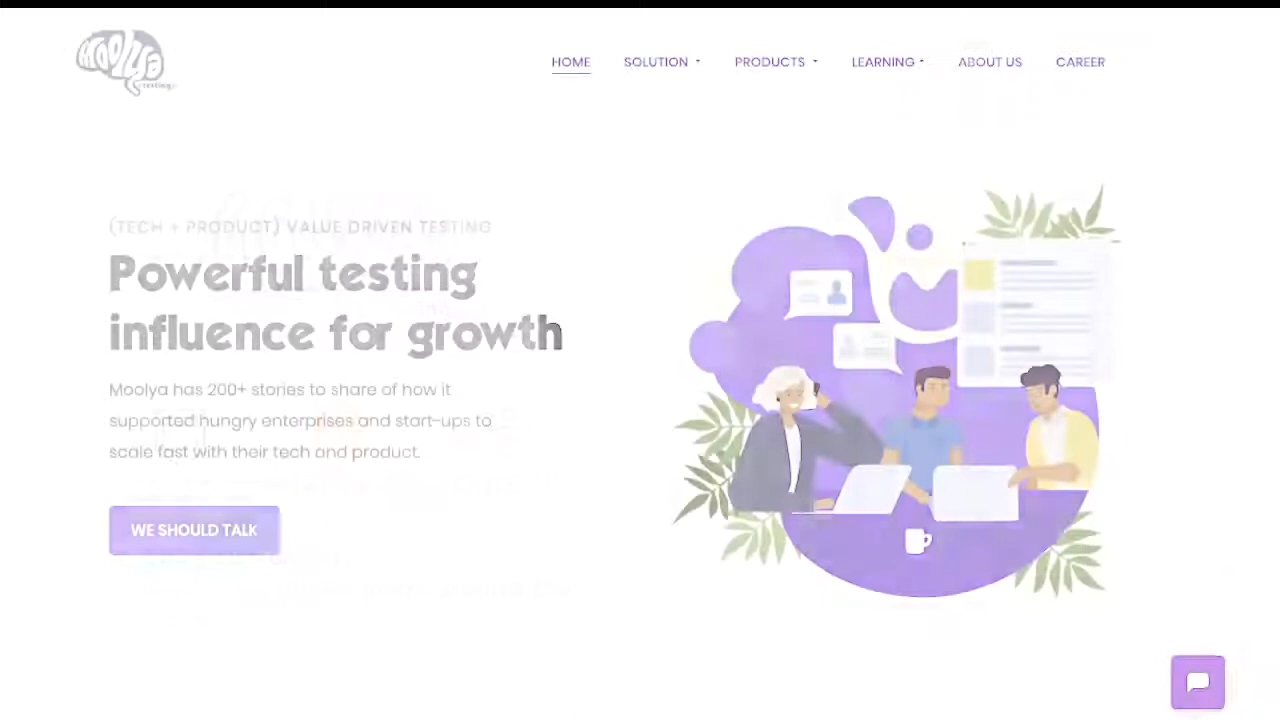 Moolya
HOME SOLUTION PRODUCTS LEARNING ABOUT US CAREER
(TECH + PRODUCT) VALUE DRIVEN TESTING
Powerful testing
influence for growth
Moolya has 200+ stories to share of how it
supported hungry enterprises and start-ups to
scale fast with their tech and product.
WE SHOULD TALK